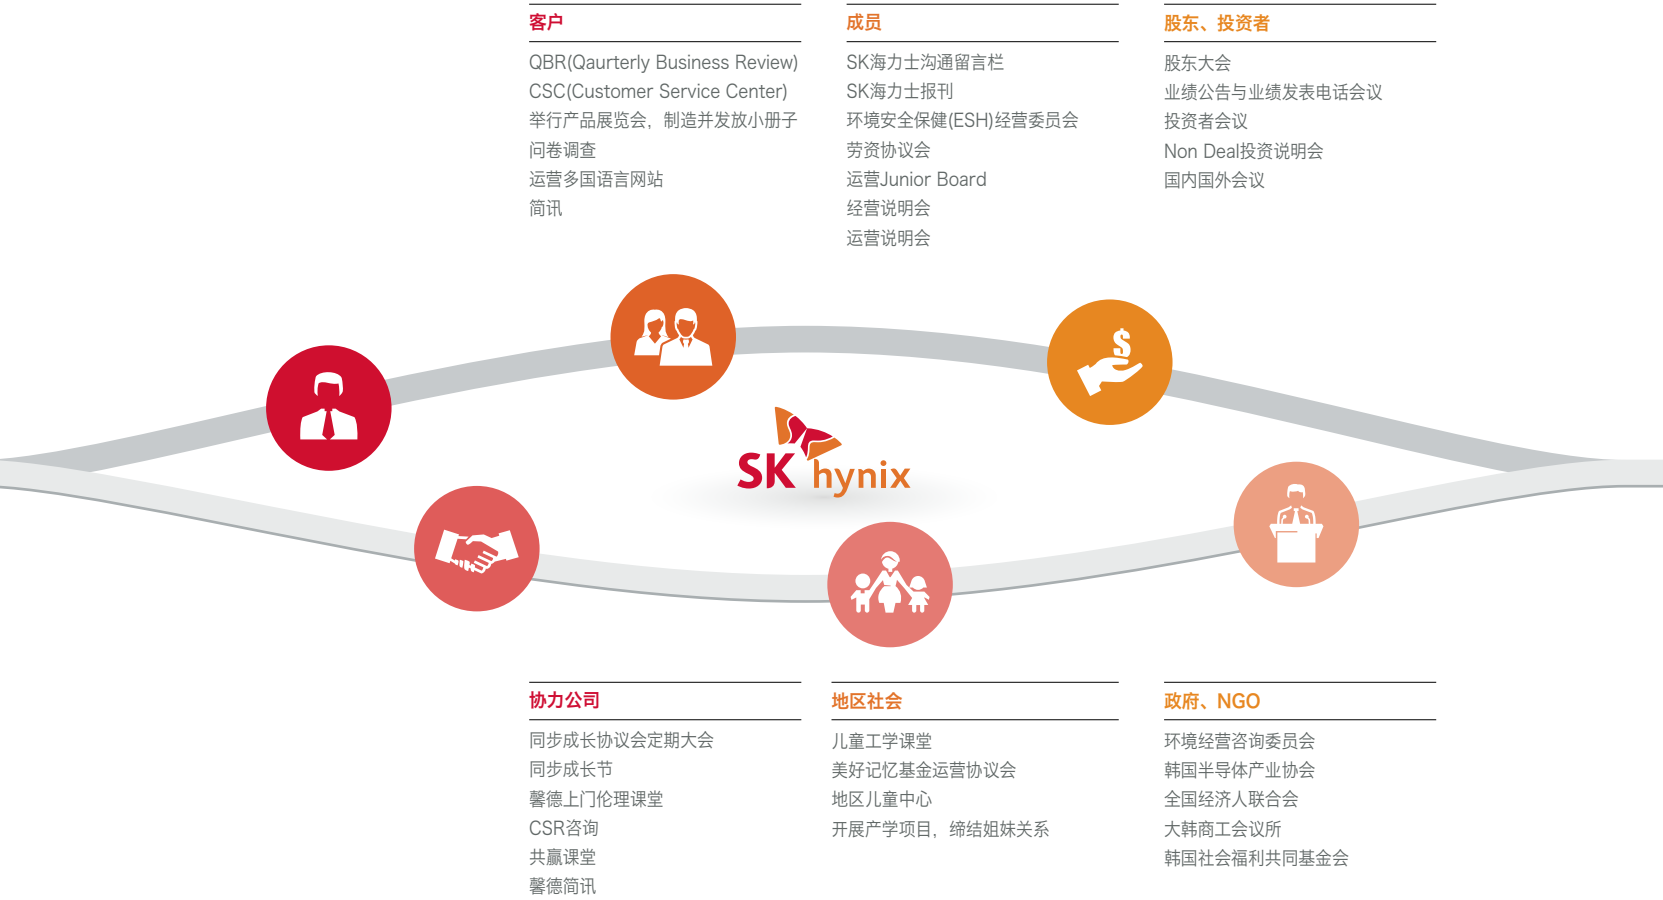 客户
QBR(Qaurterly Business Review)
CSC(Customer Service Center)
举行产品展览会，制造并发放小册子
问卷调查
运营多国语言网站
简讯
成员
SK海力士沟通留言栏
SK海力士报刊
环境安全保健(ESH)经营委员会
劳资协议会
运营Junior Board
经营说明会
运营说明会
股东、投资者
股东大会
业绩公告与业绩发表电话会议
投资者会议
Non Deal投资说明会
国内国外会议
$
SK hynix
协力公司
同步成长协议会定期大会
同步成长节
馨德上门伦理课堂
CSR咨询
共赢课堂
馨德简讯
地区社会
儿童工学课堂
美好记忆基金运营协议会
地区儿童中心
开展产学项目，缔结姐妹关系
政府、NGO
环境经营咨询委员会
韩国半导体产业协会
全国经济人联合会
大韩商工会议所
韩国社会福利共同基金会